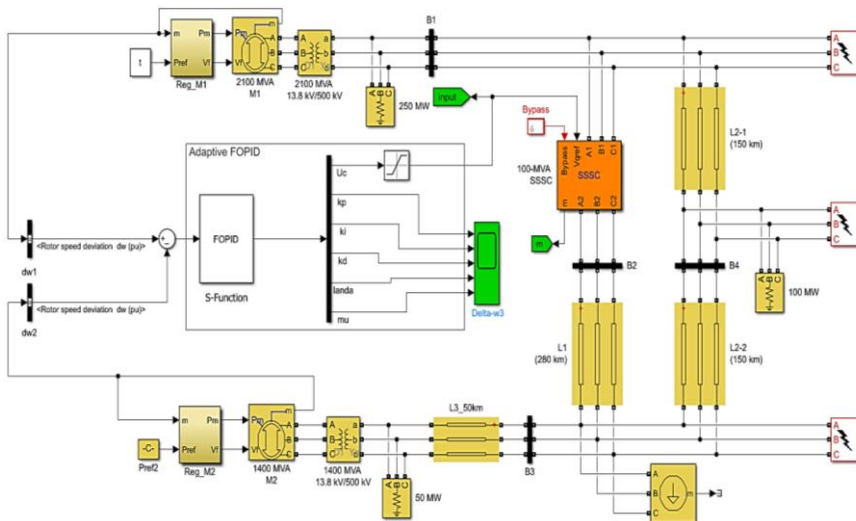 m Pm
Pref Vf
Reg_M1
m
A
B
C
2100 MVA
M1
A a
B b
C c
2100 MVA
13.8 kV/500 kV
A B C
250 MW
B1
input
Bypass
Bypass
Vqref
A1
B1
C1
100-MVA
SSSC
SSSC
m
A2
B2
C2
m
A
B
C
L2-1
(150 km)
A
B
C
Adaptive FOPID
Uc
kp
ki
kd
landa
mu
FOPID
S-Function
Delta-w3
dw1
<Rotor speed deviation dw (pu)>
dw2
<Rotor speed deviation dw (pu)>
B2
B4
A B C
100 MW
L1
(280 km)
L2-2
(150 km)
m Pm
Pref Vf
Reg_M2
-C-
Pref2
m
A
B
C
1400 MVA
M2
A a
B b
C c
1400 MVA
13.8 kV/500 kV
A B C
50 MW
L3_50km
B3
A
B
C
A
B m
C